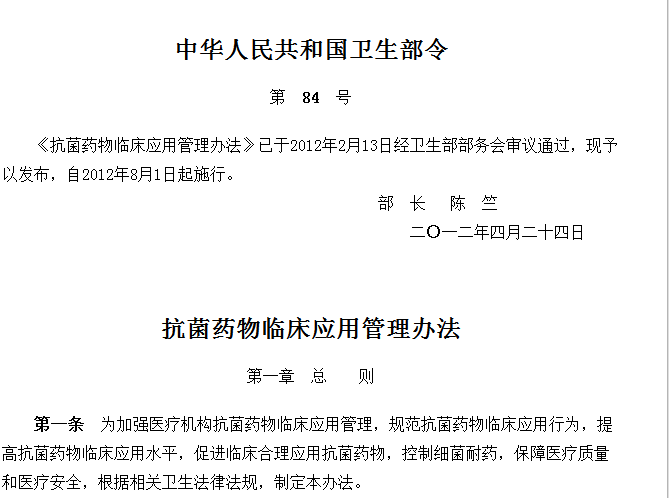 中华人民共和国卫生部令
第 84 号
《抗菌药物临床应用管理办法》已于2012年2月13日经卫生部部务会审议通过，现予
以发布，自2012年8月1日起施行。
部 长 陈 竺
二〇一二年四月二十四日
抗菌药物临床应用管理办法
第一章 总 则
第一条 为加强医疗机构抗菌药物临床应用管理，规范抗菌药物临床应用行为，提
高抗菌药物临床应用水平，促进临床合理应用抗菌药物，控制细菌耐药，保障医疗质量
和医疗安全，根据相关卫生法律法规，制定本办法。